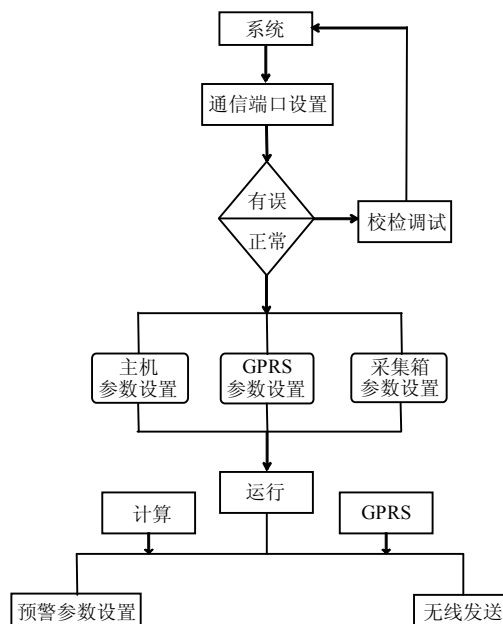 系统
通信端口设置
有误
正常
校检调试
主机
参数设置
GPRS
参数设置
采集箱
参数设置
运行
计算
GPRS
预警参数设置
无线发送